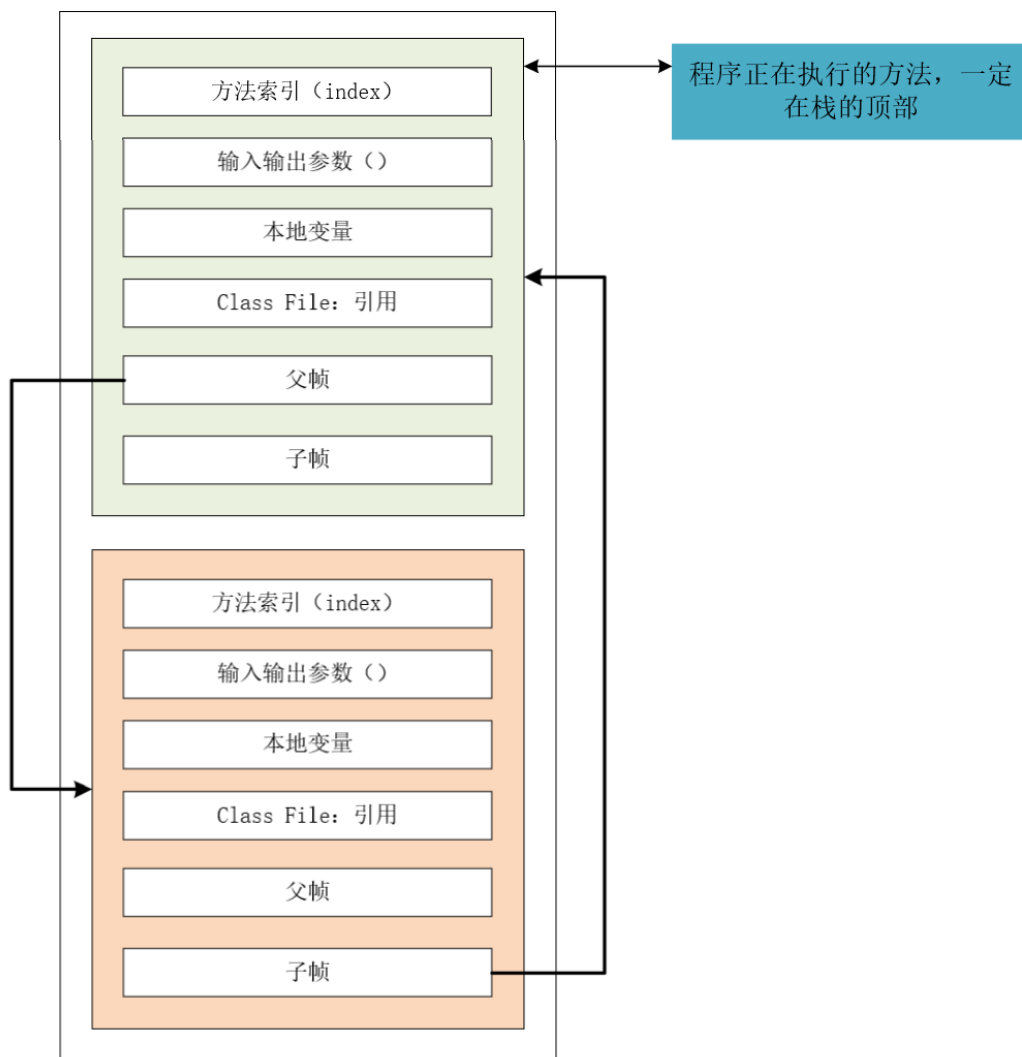 方法索引（index）
程序正在执行的方法，一定
在栈的顶部
输入输出参数（）
本地变量
Class File：引用
父帧
子帧
方法索引（index）
输入输出参数（）
本地变量
Class File：引用
父帧
子帧